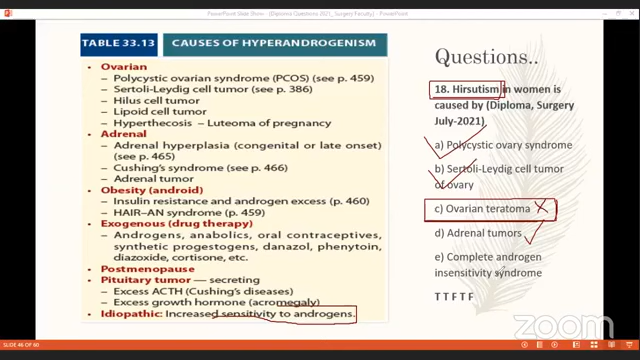 PowerPoint Slide Show - (Diploma 2021_ Surgery Faculty) - PowerPoint
TABLE 33.13 CAUSES OF HYPERANDROGENISM
• Ovarian
– Polycystic ovarian syndrome (PCOS) (see p. 459)
– Sertoli-Leydig cell tumor (see p. 386)
– Hilus cell tumor
– Lipoid cell tumor
– Hyperthecosis – Luteoma of pregnancy
• Adrenal
– Adrenal hyperplasia (congenital or late onset)
(see p. 465)
– Cushing's syndrome (see p. 466)
– Adrenal tumor
• Obesity (android)
– Insulin resistance and androgen excess (p. 460)
– HAIR-AN syndrome (p. 459)
• Exogenous (drug therapy)
– Androgens, anabolics, oral contraceptives,
synthetic progestogens, danazol, phenytoin,
diazoxide, cortisone, etc.
• Postmenopause
• Pituitary tumor — secreting
– Excess ACTH (Cushing's diseases)
– Excess growth hormone (acromegaly)
• Idiopathic: Increased sensitivity to androgens.
Questions..
18. Hirsutism in women is
caused by (Diploma, Surgery
July-2021)
a) Polycystic ovary syndrome
b) Sertoli-Leydig cell tumor
of ovary
c) Ovarian teratoma
d) Adrenal tumors
e) Complete androgen
insensitivity syndrome
T T F T F
zoom
SLIDE 46 OF 60